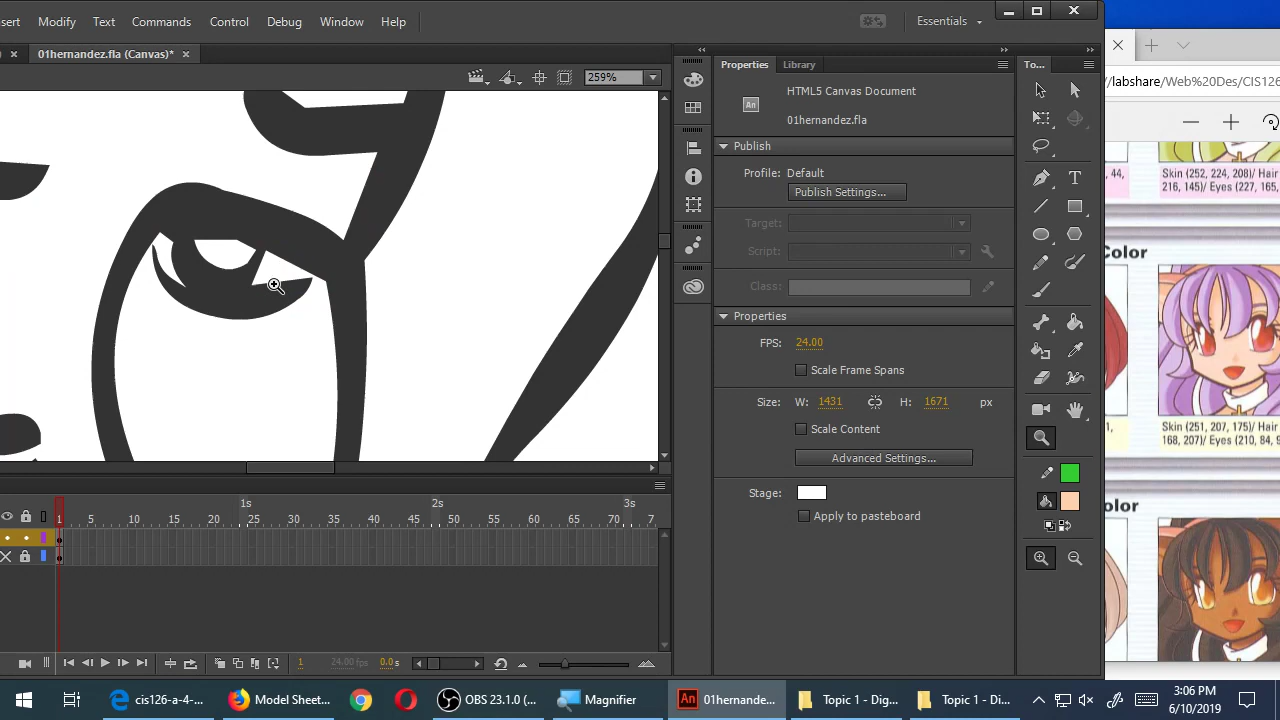 nsert Modify Text Commands Control Debug Window Help Essentials
01hernandez.fla (Canvas)*
259%
Properties Library
To...
HTML5 Canvas Document
An
01hernandez.fla
Publish
Profile: Default
Publish Settings...
Target:
Script:
Class:
Properties
FPS: 24.00
Scale Frame Spans
Size: W: 1431 H: 1671 px
Scale Content
Advanced Settings...
Stage:
Apply to pasteboard
1s 2s 3s
1 5 10 15 20 25 30 35 40 45 50 55 60 65 70 7
1 24.00 fps 0.0 s
/labshare/Web%20Des/CIS126
44,
Skin (252, 224, 208)/ Hair
216, 145)/ Eyes (227, 165,
Color
Skin (251, 207, 175)/ Hair
168, 207)/ Eyes (210, 84, 9
olor
cis126-a-4-...
Model Sheet...
OBS 23.1.0 (...
Magnifier
An 01hernande...
Topic 1 - Dig...
Topic 1 - Di...
3:06 PM
6/10/2019